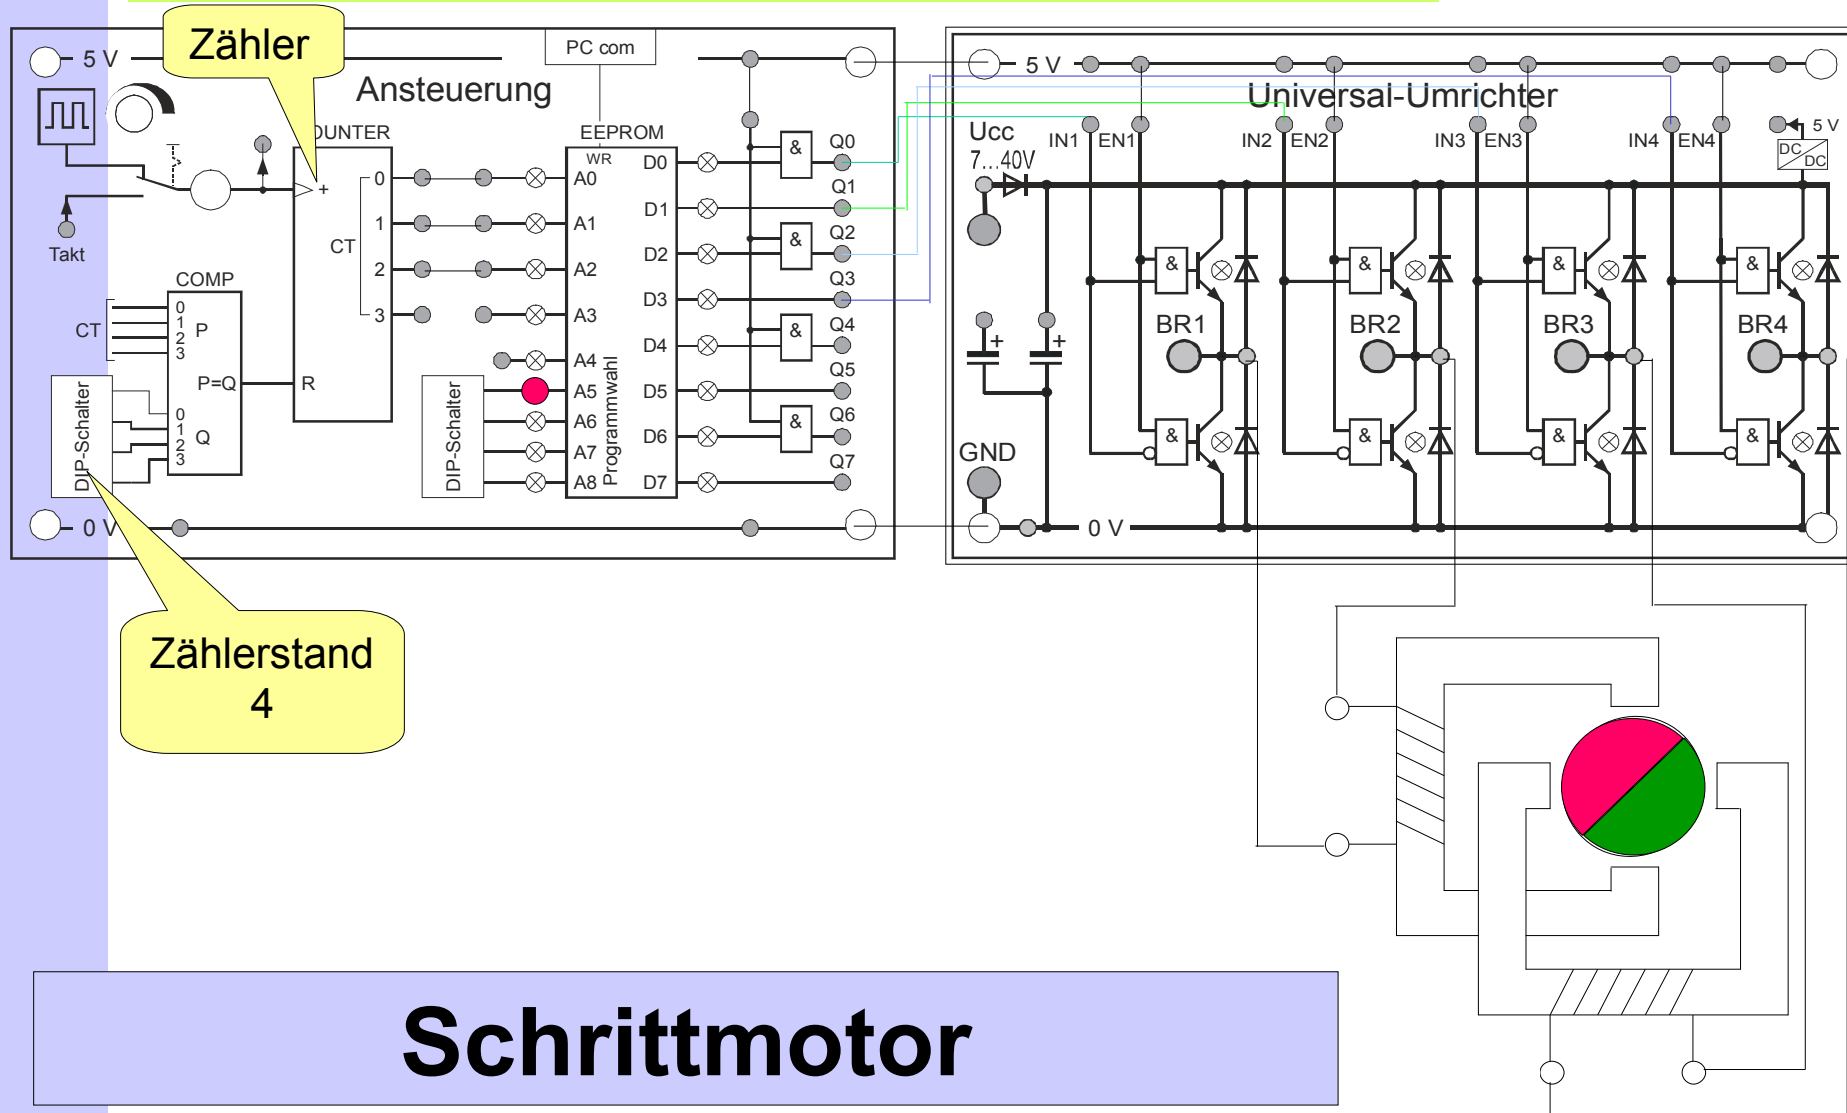 Zähler
5 V
PC com
Ansteuerung
OUNTER
EEPROM
WR
+
0
1
2
3
CT
Takt
COMP
CT
0
1
2
3
P
P=Q
R
0
1
2
3
Q
DIP-Schalter
DIP-Schalter
A0
A1
A2
A3
A4
A5
A6
A7
A8
Programmwahl
D0
D1
D2
D3
D4
D5
D6
D7
&
&
&
&
Q0
Q1
Q2
Q3
Q4
Q5
Q6
Q7
0 V
5 V
Universal-Umrichter
Ucc
7...40V
IN1 EN1
IN2 EN2
IN3 EN3
IN4 EN4
5 V
DC
DC
&
&
&
&
+
+
BR1
BR2
BR3
BR4
&
&
&
&
GND
0 V
Zählerstand
4
Schrittmotor